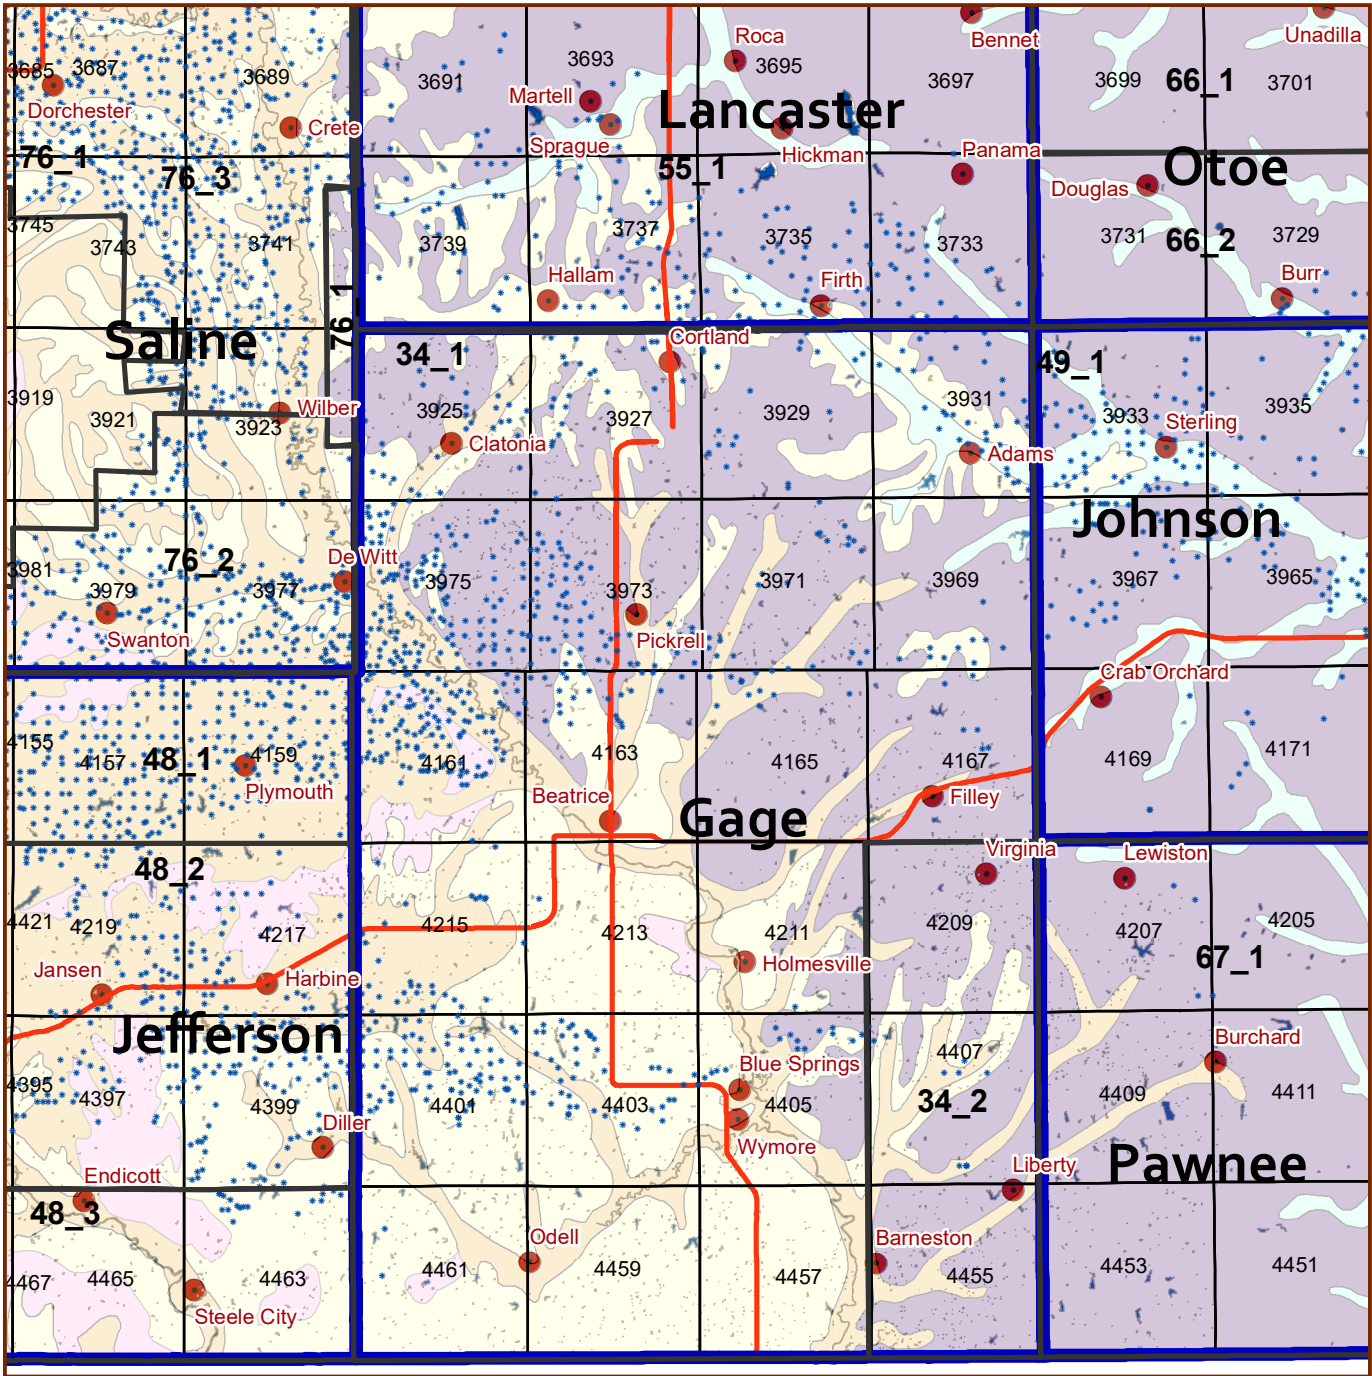 Roca
Bennet
Unadilla
3685
3687
3689
3691
3693
3695
3697
3699
66_1
3701
Dorchester
Crete
Martell
Lancaster
Sprague
Hickman
Panama
76_1
76_3
55_1
Otoe
Douglas
3745
3743
3741
3739
3737
3735
3733
3731
66_2
3729
Hallam
Firth
Burr
76_1
Saline
Cortland
34_1
49_1
3919
3921
3923
Wilber
3925
3927
3929
3931
3933
3935
Sterling
Clatonia
Adams
Johnson
De Witt
76_2
3981
3979
3977
3975
3973
3971
3969
3967
3965
Swanton
Pickrell
Crab Orchard
4155
4157
48_1
4159
4161
4163
4165
4167
4169
4171
Plymouth
Beatrice
Filley
Gage
Virginia
Lewiston
48_2
4421
4219
4217
4215
4213
4211
4209
4207
4205
67_1
Jansen
Harbine
Holmesville
Jefferson
Burchard
Blue Springs
4395
4397
4399
4401
4403
4405
4407
34_2
4409
4411
Diller
Wymore
Endicott
Liberty
Pawnee
48_3
Odell
Barneston
4467
4465
4463
4461
4459
4457
4455
4453
4451
Steele City